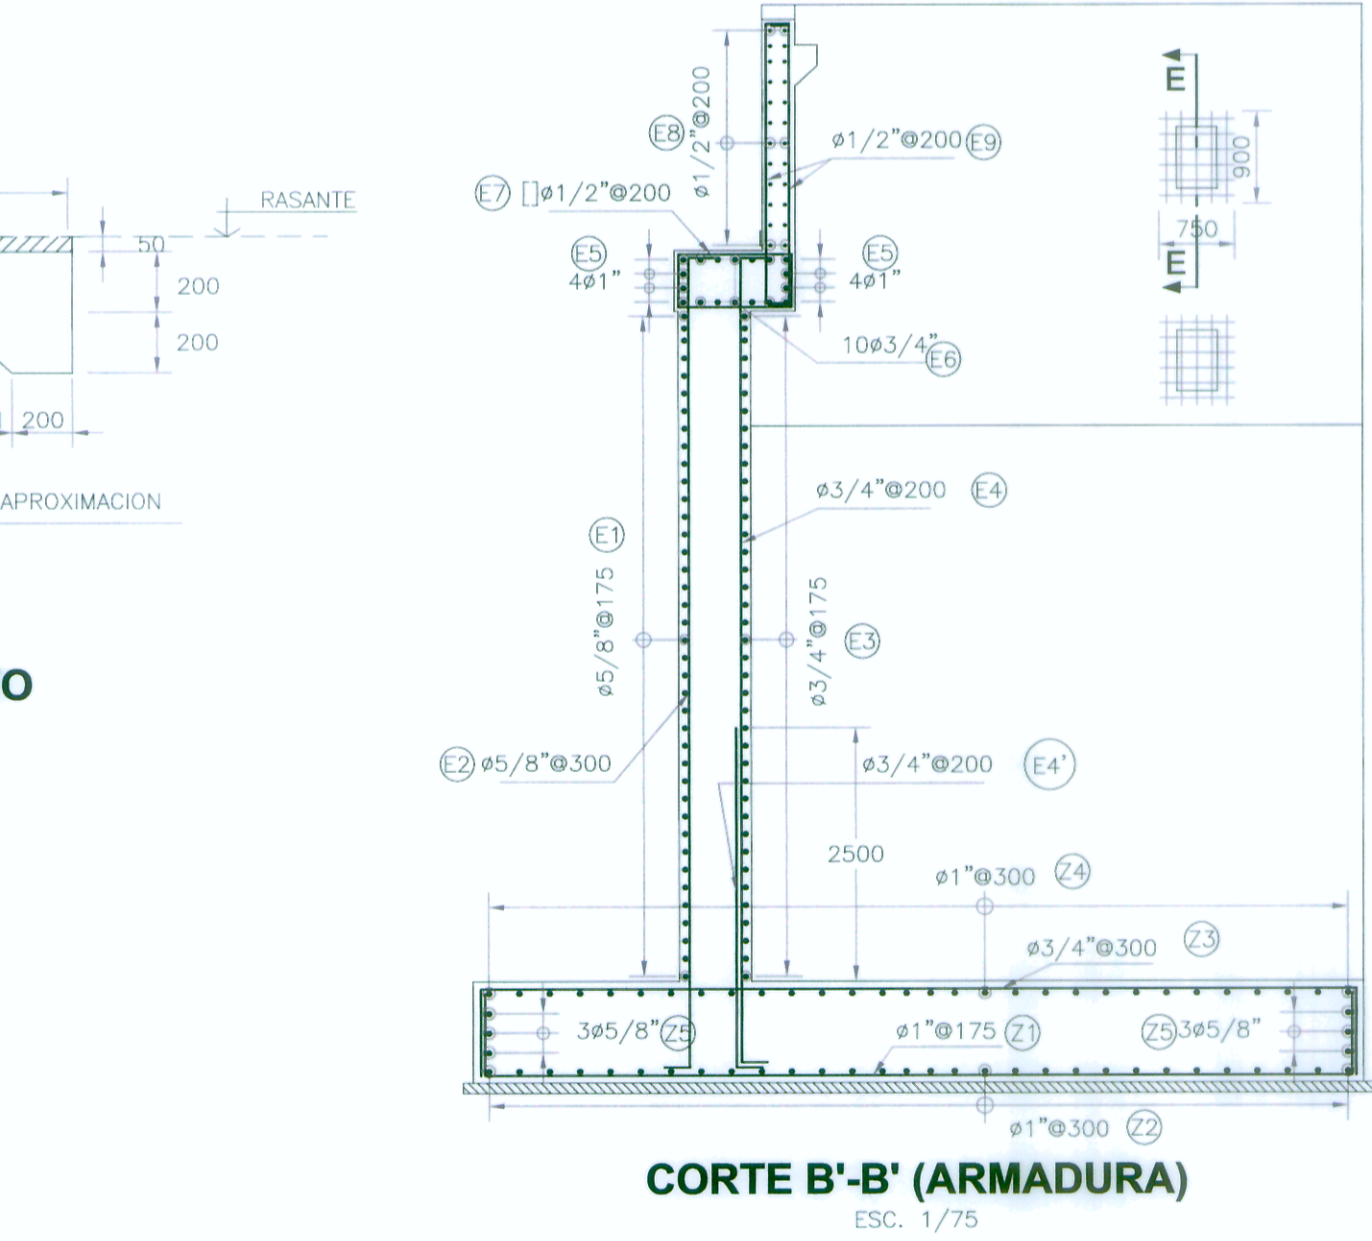 RASANTE
50
200
200
200
APROXIMACION
O
E8 ø1/2"@200
ø1/2"@200 E9
E7 []ø1/2"@200
E5
4ø1"
E5
4ø1"
10ø3/4" E6
E
900
750
E
ø3/4"@200 E4
E1
ø5/8"@175
ø3/4"@175
E3
E2 ø5/8"@300
ø3/4"@200 E4'
2500
ø1"@300 Z4
ø3/4"@300 Z3
3ø5/8" Z5
ø1"@175 Z1
Z5 3ø5/8"
ø1"@300 Z2
CORTE B'-B' (ARMADURA)
ESC. 1/75